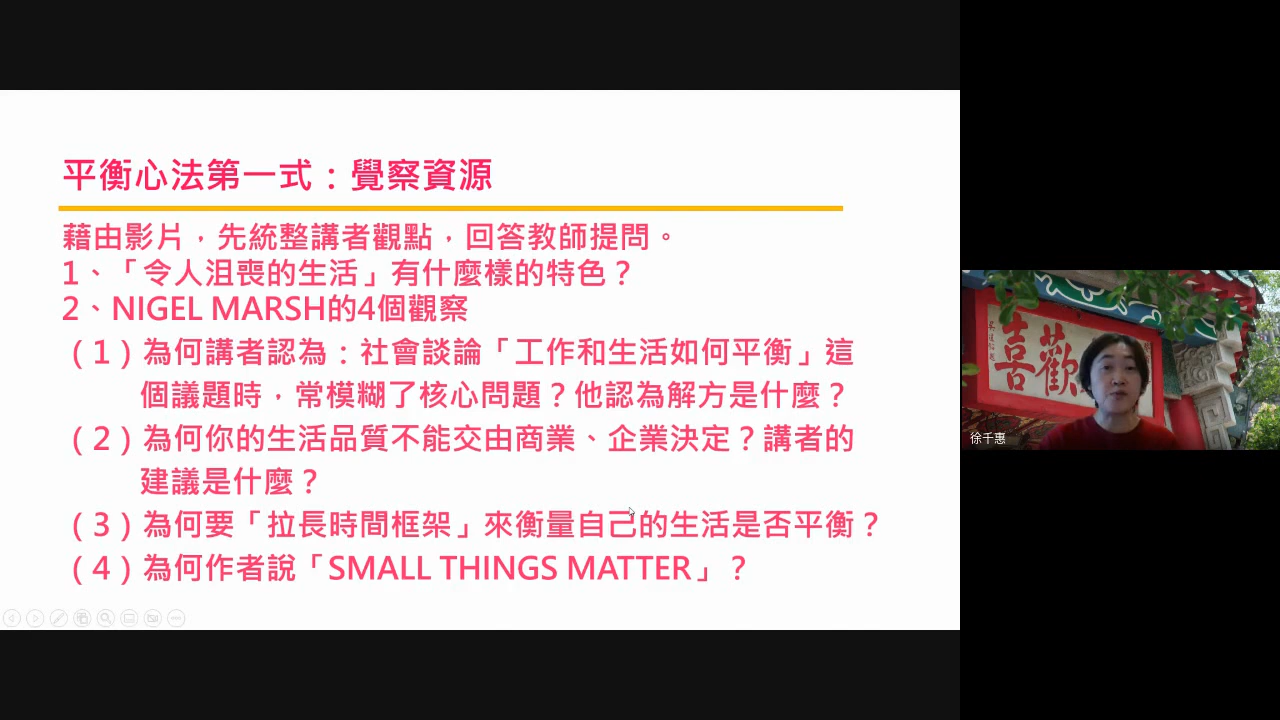 平衡心法第一式：覺察資源
藉由影片，先統整講者觀點，回答教師提問。
1、「令人沮喪的生活」有什麼樣的特色？
2、NIGEL MARSH的4個觀察
（1）為何講者認為：社會談論「工作和生活如何平衡」這
個議題時，常模糊了核心問題？他認為解方是什麼？
（2）為何你的生活品質不能交由商業、企業決定？講者的
建議是什麼？
（3）為何要「拉長時間框架」來衡量自己的生活是否平衡？
（4）為何作者說「SMALL THINGS MATTER」？
喜歡
徐千惠